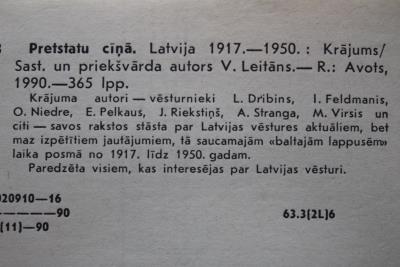 Pretstatu cīņā. Latvija 1917.—1950. : Krājums/
Sast. un priekšvārda autors V. Leitāns.— R.: Avots,
1990.—365 lpp.
Krājuma autori — vēsturnieki L. Dribins, I. Feldmanis,
O. Niedre, E. Pelkaus, J. Riekstiņš, A. Stranga, M. Virsis un
citi — savos rakstos stāsta par Latvijas vēstures aktuāliem, bet
maz izpētītiem jautājumiem, tā saucamajām «baltajām lappusēm»
laika posmā no 1917. līdz 1950. gadam.
Paredzēta visiem, kas interesējas par Latvijas vēsturi.
020910—16
—90
63.3(2L)6
(11)—90